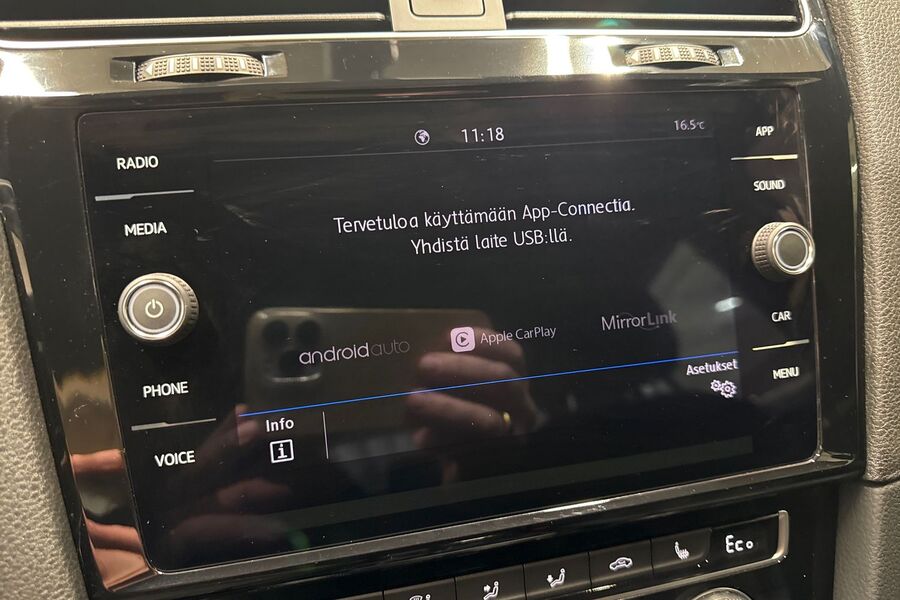 11:18
16.5°C
APP
RADIO
SOUND
MEDIA
Tervetuloa käyttämään App-Connectia.
Yhdistä laite USB:llä.
androidauto
Apple CarPlay
MirrorLink
CAR
Asetukset
MENU
PHONE
Info
VOICE
Eco